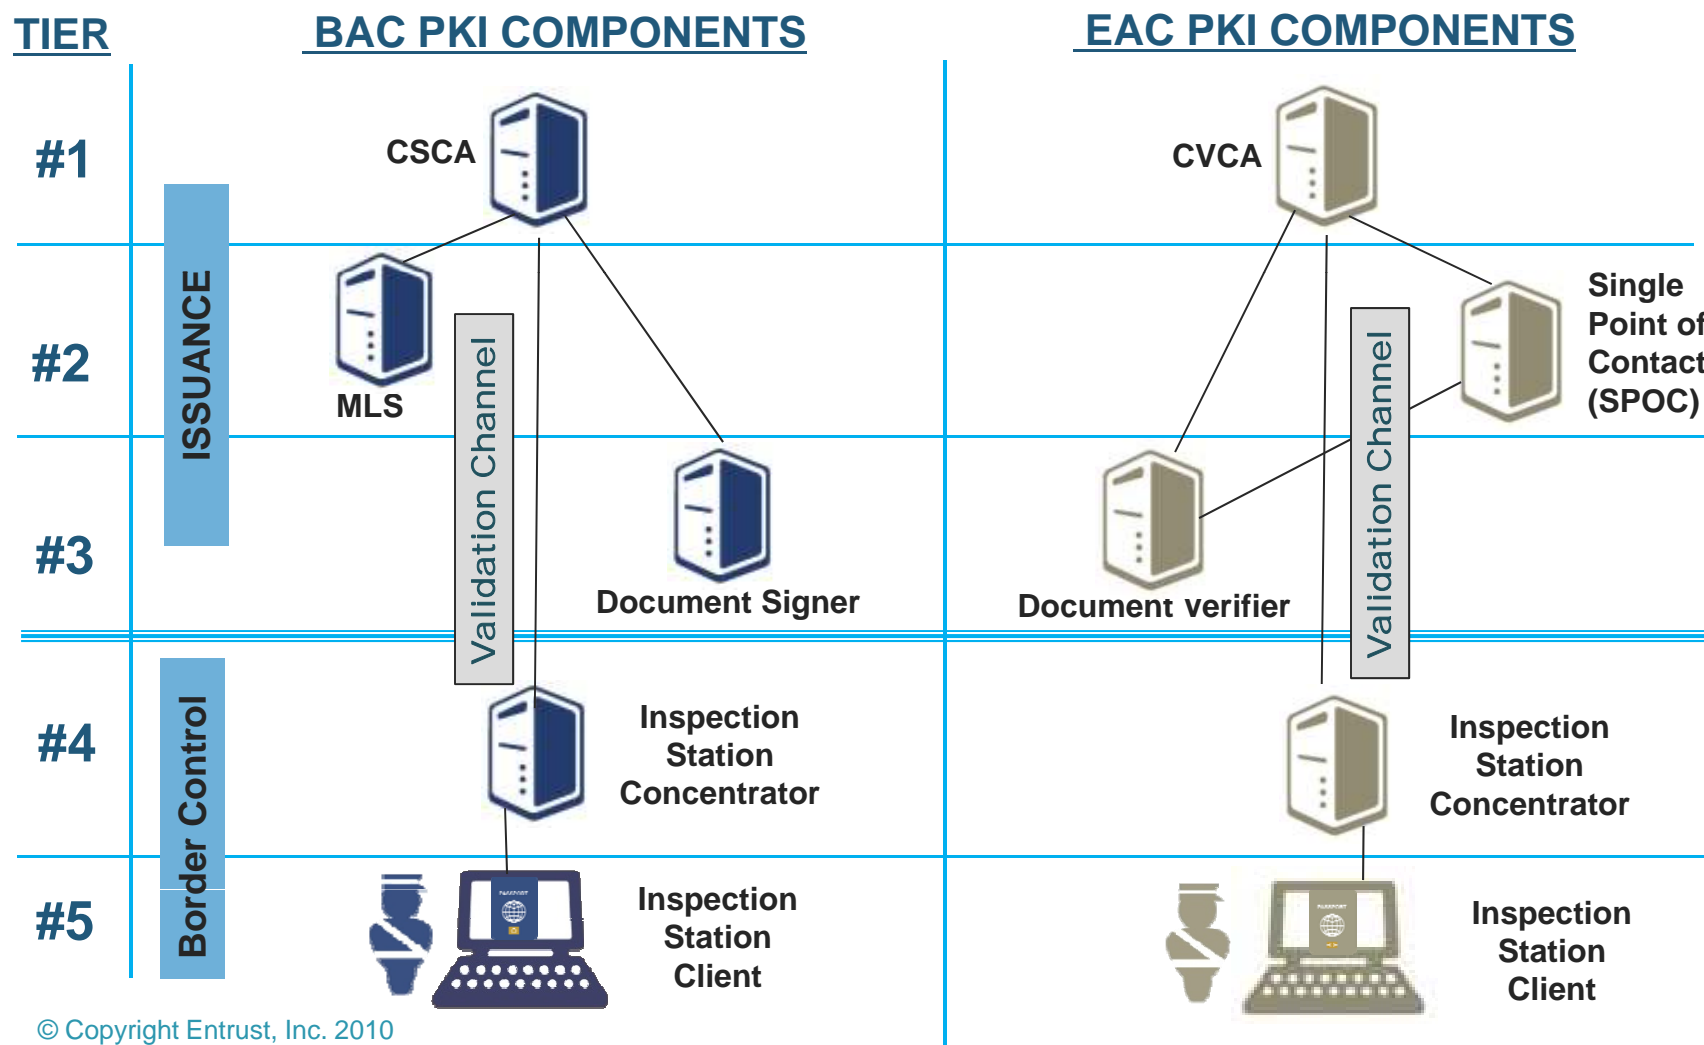 TIER
BAC PKI COMPONENTS
EAC PKI COMPONENTS
#1
CSCA
CVCA
ISSUANCE
#2
MLS
Validation Channel
Single
Point of
Contact
(SPOC)
Validation Channel
#3
Document Signer
Document verifier
Border Control
#4
Inspection
Station
Concentrator
Inspection
Station
Concentrator
#5
PASSPORT
Inspection
Station
Client
PASSPORT
Inspection
Station
Client
© Copyright Entrust, Inc. 2010